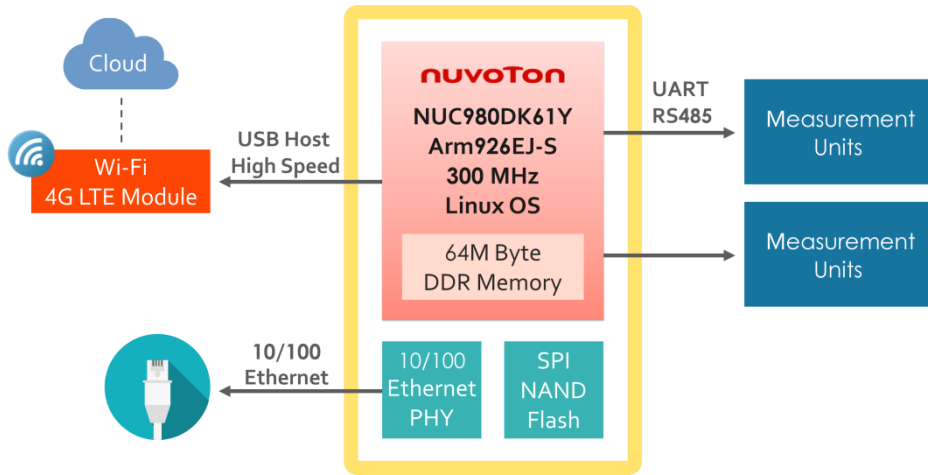 Cloud
Wi-Fi
4G LTE Module
USB Host
High Speed
nuvoTon
NUC980DK61Y
Arm926EJ-S
300 MHz
Linux OS
64M Byte
DDR Memory
UART
RS485
Measurement
Units
Measurement
Units
10/100
Ethernet
10/100
Ethernet
PHY
SPI
NAND
Flash